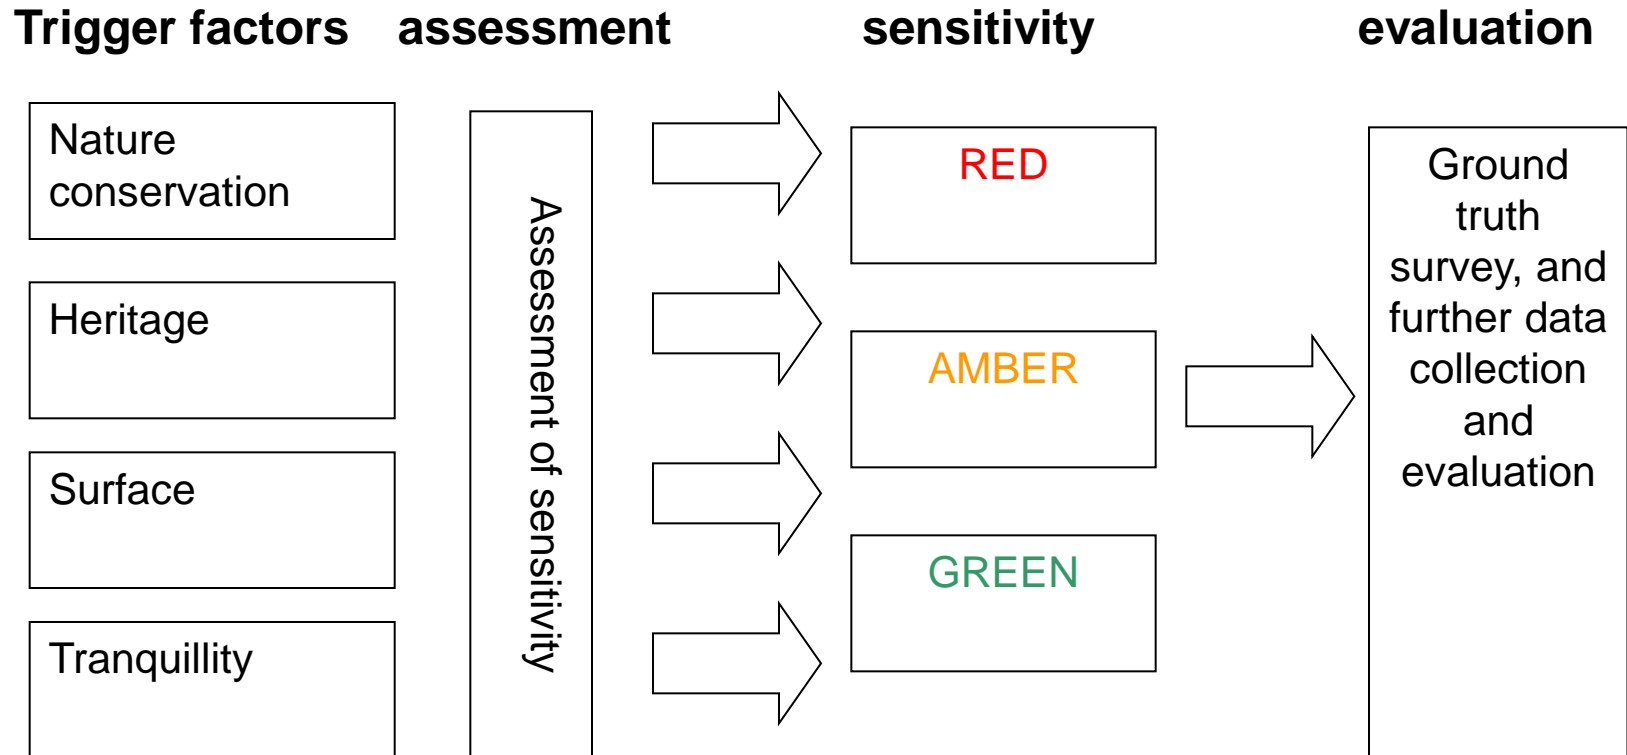 Trigger factors assessment sensitivity evaluation
Nature
conservation
Heritage
Surface
Tranquillity
Assessment of sensitivity
RED
AMBER
GREEN
Ground
truth
survey, and
further data
collection
and
evaluation